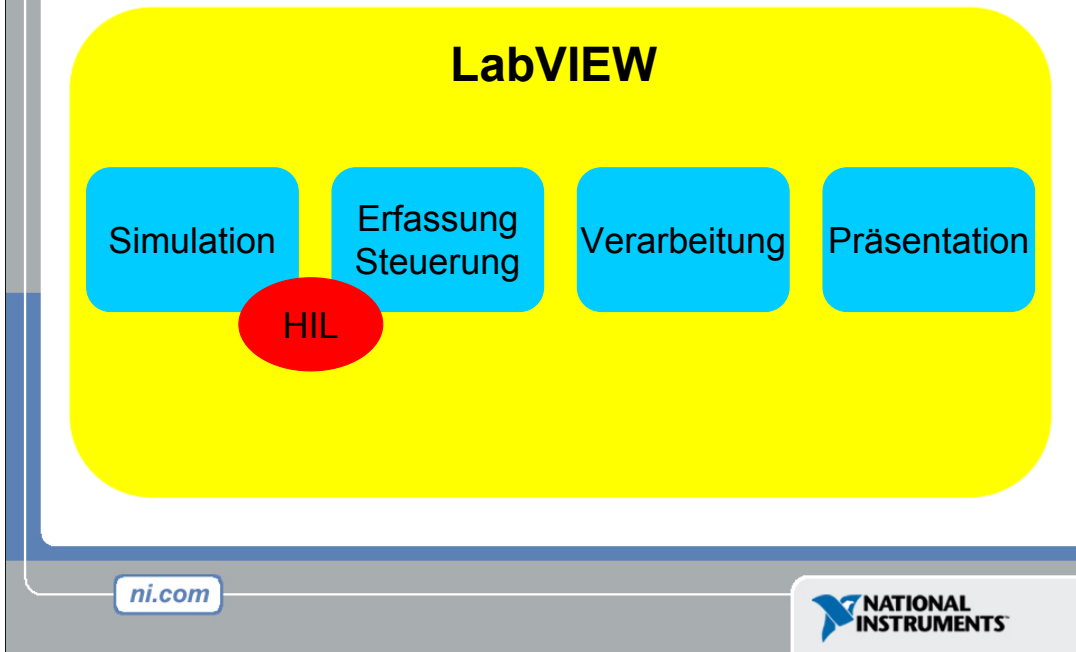 LabVIEW
Simulation
Erfassung
Steuerung
Verarbeitung
Präsentation
HIL
ni.com
NATIONAL
INSTRUMENTS